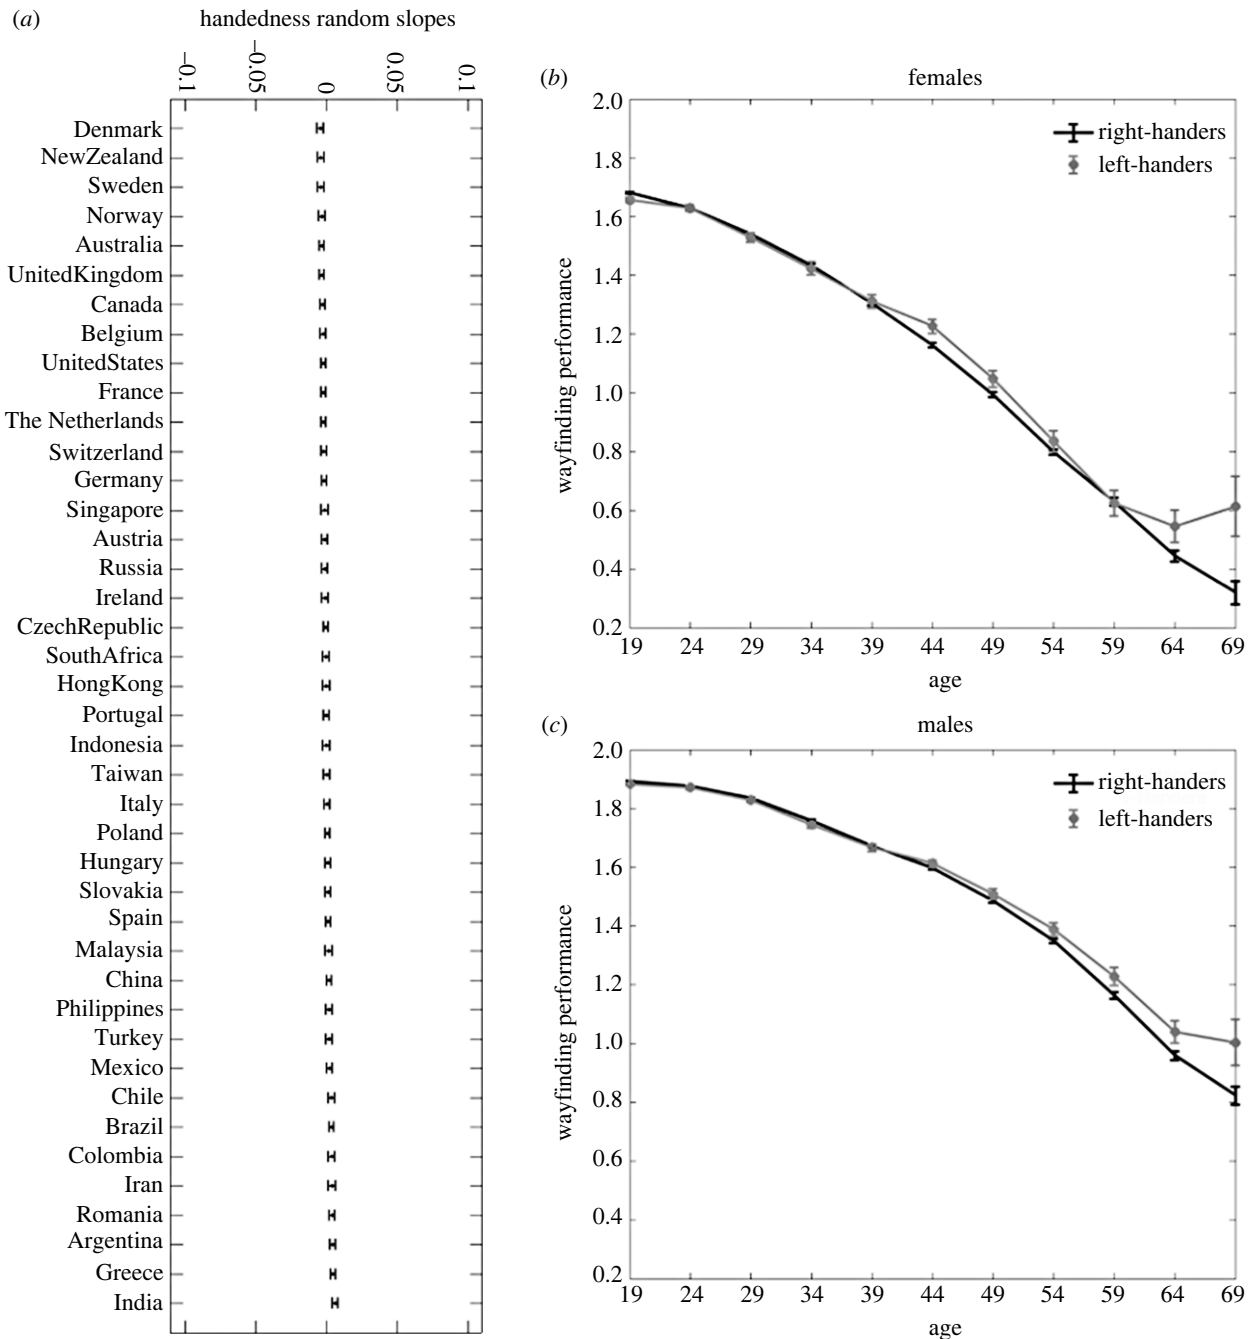 (a)
handedness random slopes
−0.1
−0.05
0
0.05
0.1
Denmark
NewZealand
Sweden
Norway
Australia
UnitedKingdom
Canada
Belgium
UnitedStates
France
The Netherlands
Switzerland
Germany
Singapore
Austria
Russia
Ireland
CzechRepublic
SouthAfrica
HongKong
Portugal
Indonesia
Taiwan
Italy
Poland
Hungary
Slovakia
Spain
Malaysia
China
Philippines
Turkey
Mexico
Chile
Brazil
Colombia
Iran
Romania
Argentina
Greece
India
(b)
females
right-handers
left-handers
wayfinding performance
2.0
1.8
1.6
1.4
1.2
1.0
0.8
0.6
0.4
0.2
19 24 29 34 39 44 49 54 59 64 69
age
(c)
males
right-handers
left-handers
wayfinding performance
2.0
1.8
1.6
1.4
1.2
1.0
0.8
0.6
0.4
0.2
19 24 29 34 39 44 49 54 59 64 69
age